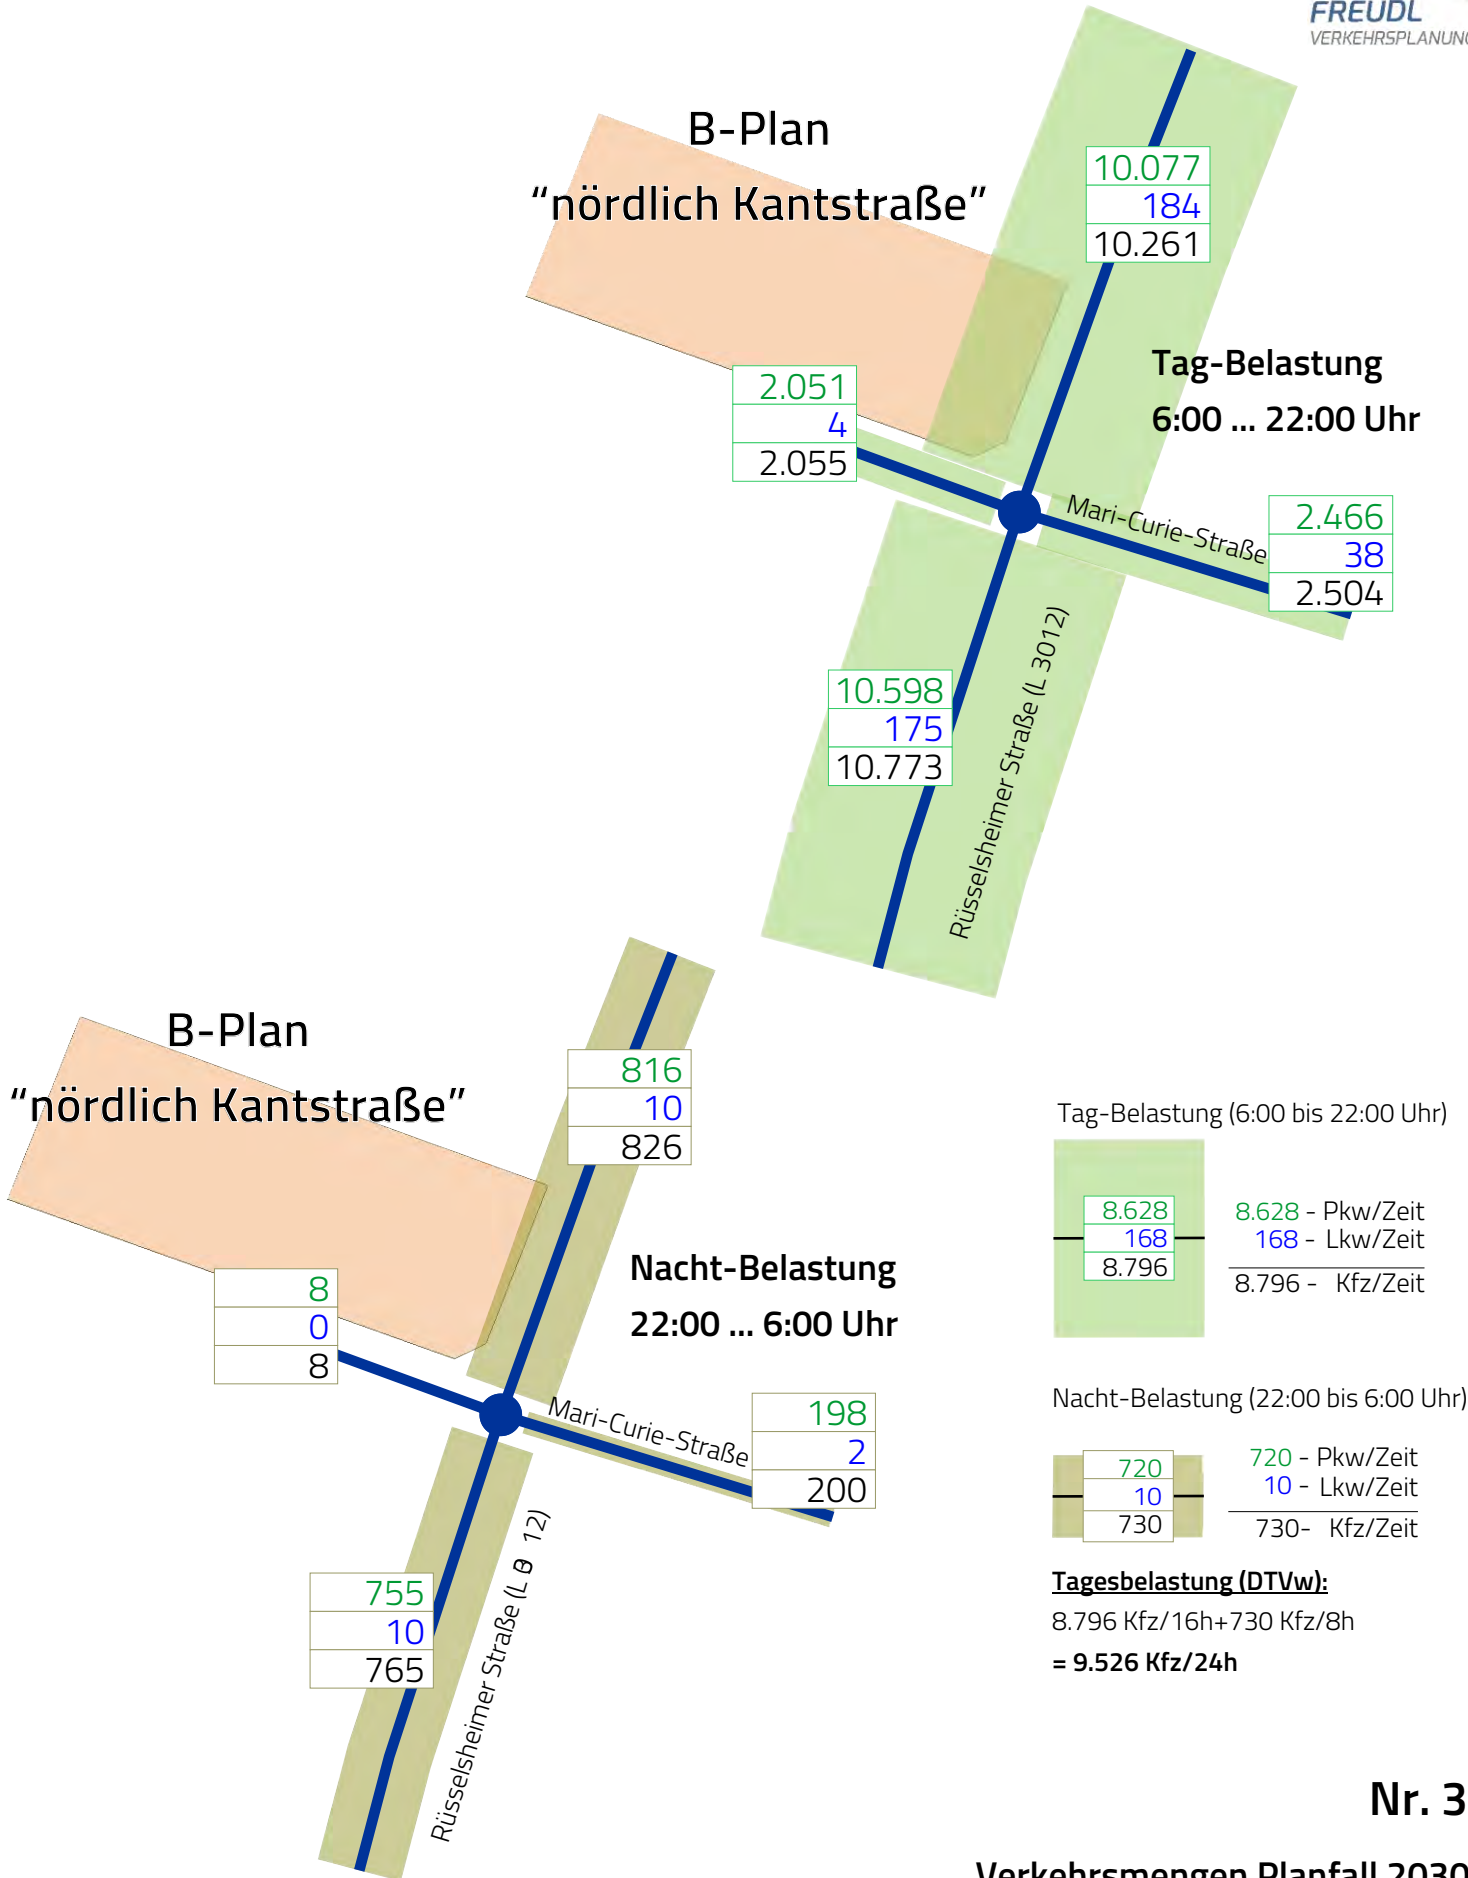 FREUDL
VERKEHRSPLANUNG
B-Plan
“nördlich Kantstraße”
10.077
184
10.261
Tag-Belastung
6:00 ... 22:00 Uhr
2.051
4
2.055
Mari-Curie-Straße
2.466
38
2.504
10.598
175
10.773
Rüsselsheimer Straße (L 3012)
B-Plan
“nördlich Kantstraße”
816
10
826
Nacht-Belastung
22:00 ... 6:00 Uhr
8
0
8
Mari-Curie-Straße
198
2
200
755
10
765
Rüsselsheimer Straße (L 12)
Tag-Belastung (6:00 bis 22:00 Uhr)
8.628
168
8.796
8.628 - Pkw/Zeit
168 - Lkw/Zeit
8.796 - Kfz/Zeit
Nacht-Belastung (22:00 bis 6:00 Uhr)
720
10
730
720 - Pkw/Zeit
10 - Lkw/Zeit
730- Kfz/Zeit
Tagesbelastung (DTVw):
8.796 Kfz/16h+730 Kfz/8h
= 9.526 Kfz/24h
Nr. 3
Verkehrsmengen Planfall 2030